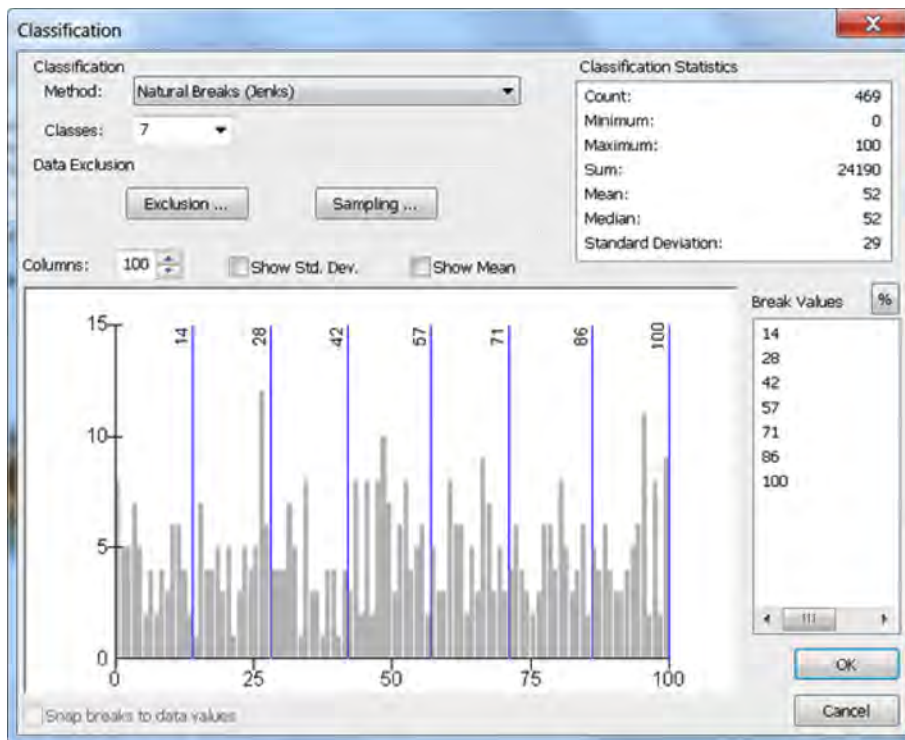 Classification
Classification
Method: Natural Breaks (Jenks)
Classes: 7
Data Exclusion
Exclusion ...
Sampling ...
Classification Statistics
Count: 469
Minimum: 0
Maximum: 100
Sum: 24190
Mean: 52
Median: 52
Standard Deviation: 29
Columns: 100
Show Std. Dev.
Show Mean
15
10
5
0
14
28
42
57
71
86
100
0 25 50 75 100
Break Values
%
14
28
42
57
71
86
100
OK
Cancel
Snap breaks to data values